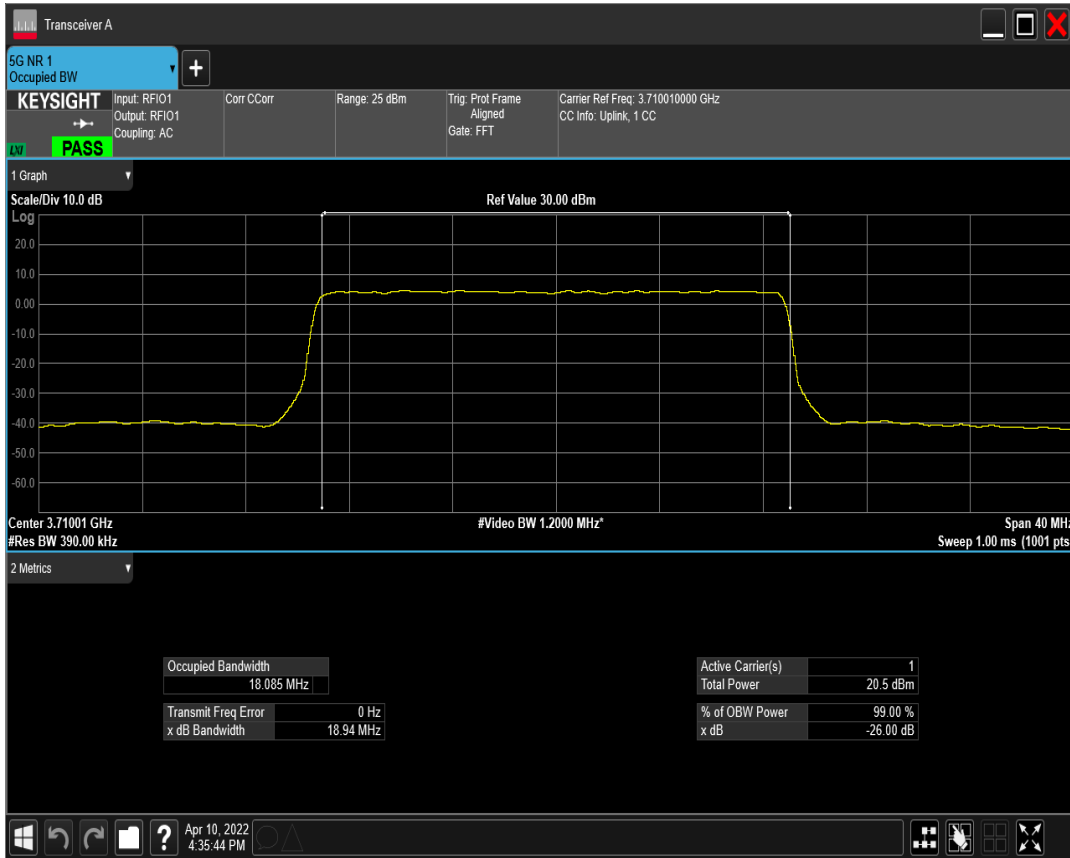 Transceiver A
5G NR 1
Occupied BW
KEYSIGHT
LXI
PASS
Input: RFIO1
Output: RFIO1
Coupling: AC
Corr CCorr
Range: 25 dBm
Trig: Prot Frame
Aligned
Gate: FFT
Carrier Ref Freq: 3.710010000 GHz
CC Info: Uplink, 1 CC
1 Graph
Scale/Div 10.0 dB
Ref Value 30.00 dBm
Log
20.0
10.0
0.00
-10.0
-20.0
-30.0
-40.0
-50.0
-60.0
Center 3.71001 GHz
#Video BW 1.2000 MHz*
Span 40 MHz
#Res BW 390.00 kHz
Sweep 1.00 ms (1001 pts
2 Metrics
Occupied Bandwidth
18.085 MHz
Transmit Freq Error 0 Hz
x dB Bandwidth 18.94 MHz
Active Carrier(s) 1
Total Power 20.5 dBm
% of OBW Power 99.00 %
x dB -26.00 dB
?
Apr 10, 2022
4:35:44 PM